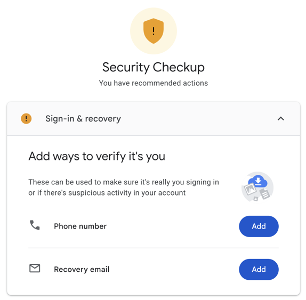 Security Checkup
You have recommended actions
Sign-in & recovery
Add ways to verify it's you
These can be used to make sure it's really you signing in
or if there's suspicious activity in your account
Phone number
Add
Recovery email
Add